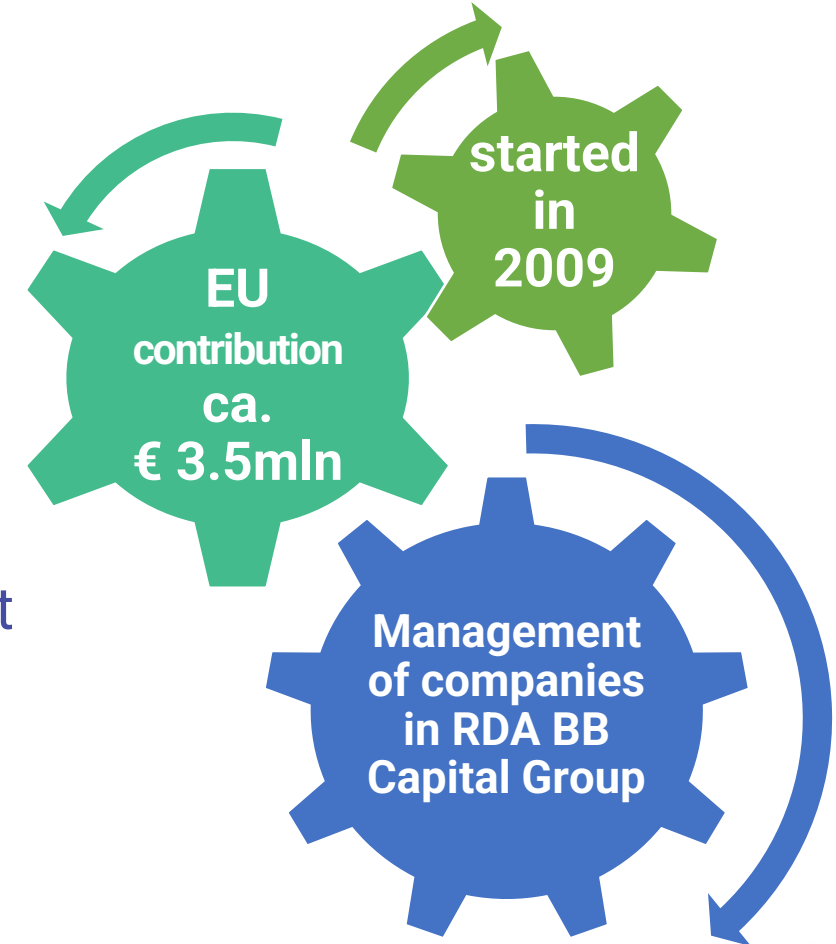 started
in
2009
EU
contribution
ca.
€ 3.5mln
t
Management
of companies
in RDA BB
Capital Group